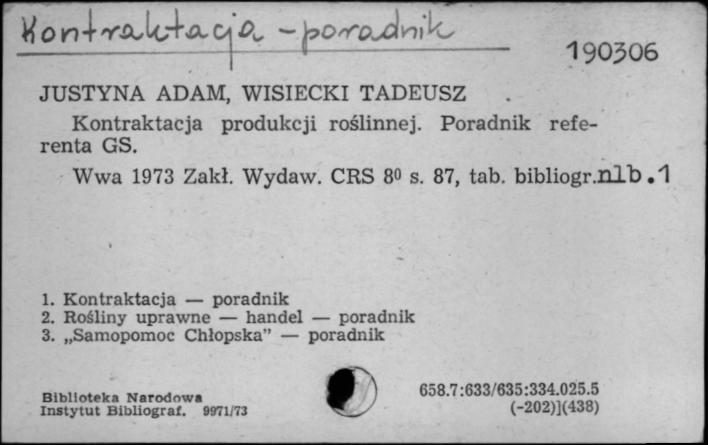 Kontraktacja – poradnik
190306
JUSTYNA ADAM, WISIECKI TADEUSZ
Kontraktacja produkcji roślinnej. Poradnik refe-
renta GS.
Wwa 1973 Zakł. Wydaw. CRS 8⁰ s. 87, tab. bibliogr.nlb.1
1. Kontraktacja — poradnik
2. Rośliny uprawne — handel — poradnik
3. „Samopomoc Chłopska” — poradnik
Biblioteka Narodowa
Instytut Bibliograf. 9971/73
658.7:633/635:334.025.5
(-202)](438)